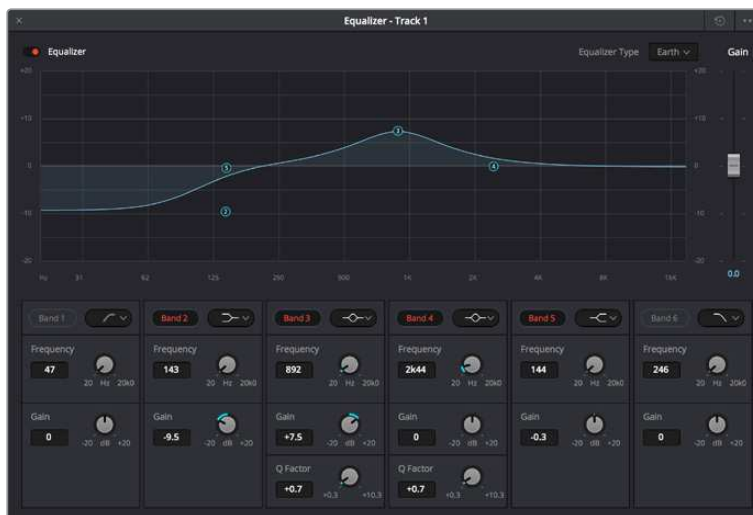 Equalizer - Track 1
Equalizer
Equalizer Type
Earth
Gain
+20 +20
+10 +10
0 0
-10 -10
-20 -20
5 2 3 4
Hz 31 62 125 250 500 1K 2K 4K 8K 16K
0.0
Band 1 Band 2 Band 3 Band 4 Band 5 Band 6
Frequency Frequency Frequency Frequency Frequency Frequency
47 143 892 2k44 144 246
20 Hz 20k0 20 Hz 20k0 20 Hz 20k0 20 Hz 20k0 20 Hz 20k0 20 Hz 20k0
Gain Gain Gain Gain Gain Gain
0 -9.5 +7.5 0 -0.3 0
-20 dB +20 -20 dB +20 -20 dB +20 -20 dB +20 -20 dB +20 -20 dB +20
Q Factor Q Factor
+0.7 +0.7
+0.3 +10.3 +0.3 +10.3